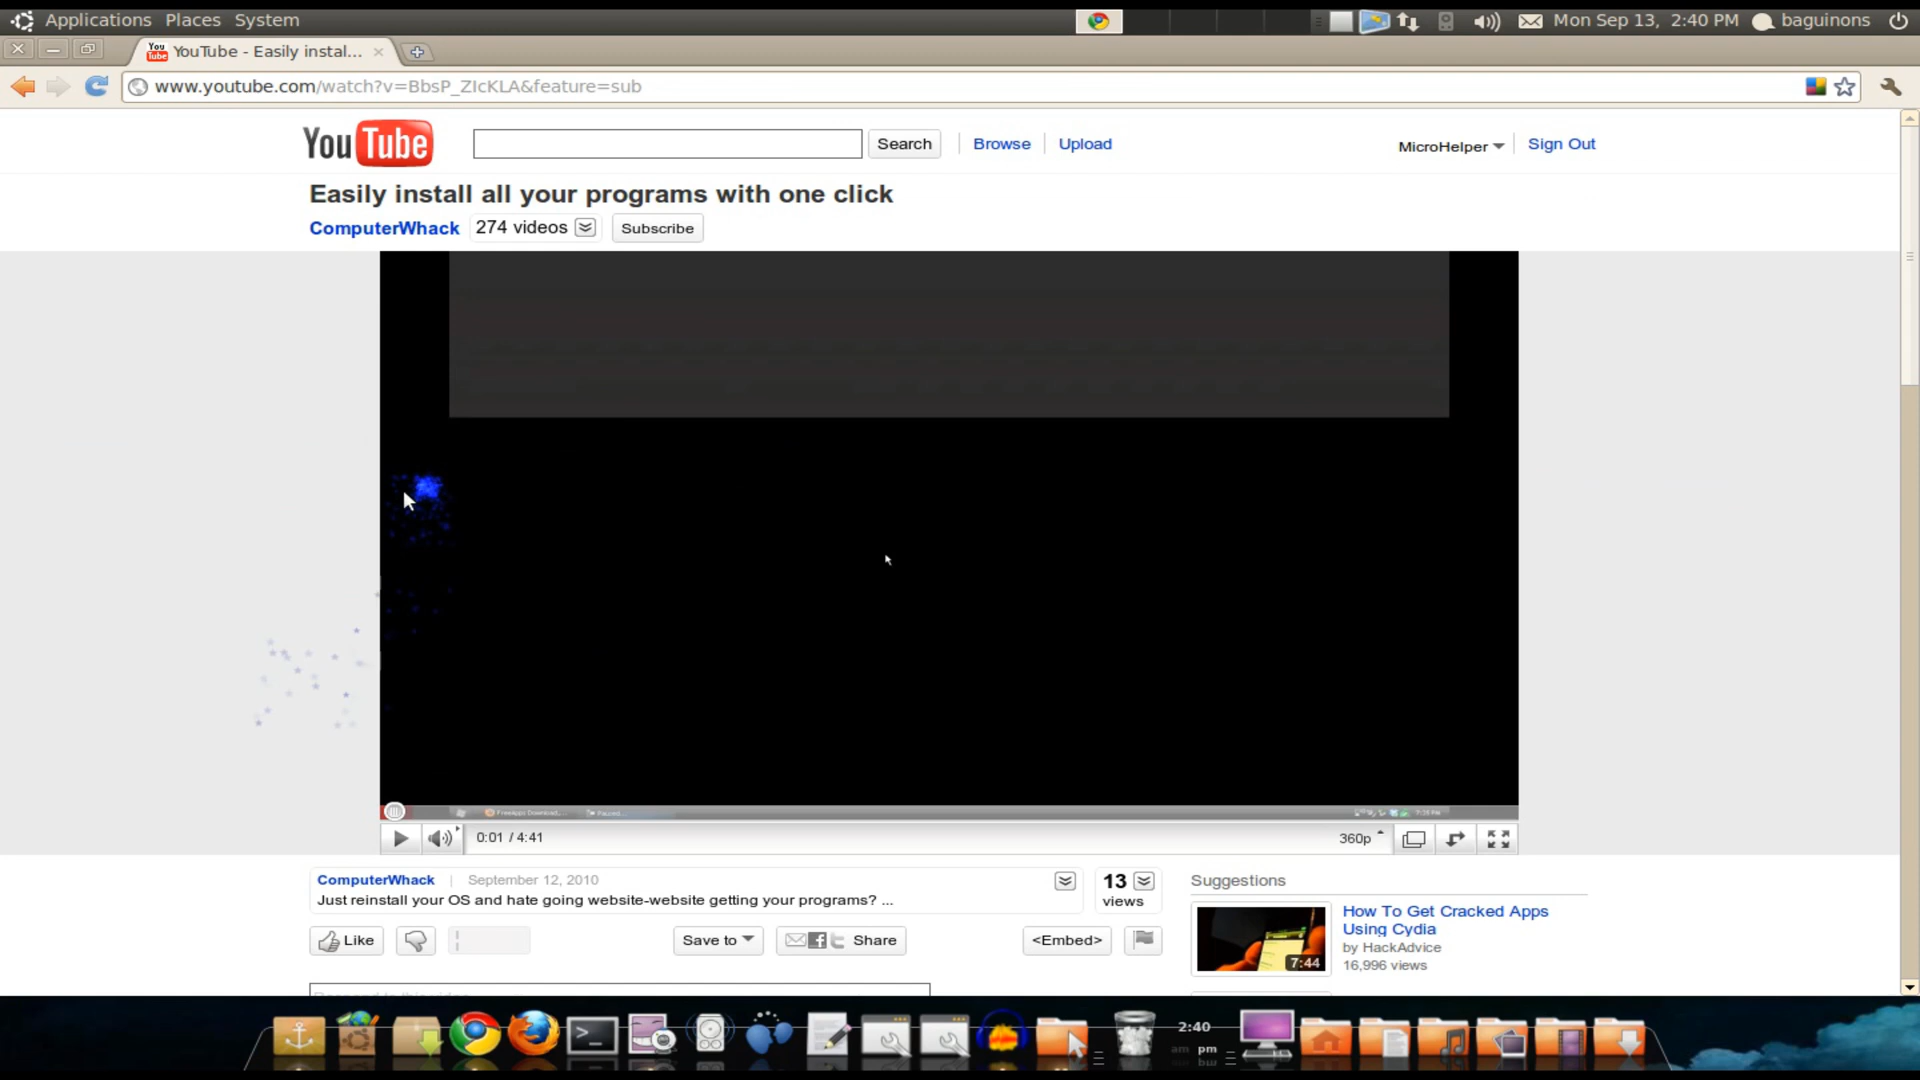 Applications Places System
Mon Sep 13, 2:40 PM baguinons
You Tube YouTube - Easily instal...
www.youtube.com/watch?v=BbsP_ZIcKLA&feature=sub
YouTube Search Browse Upload MicroHelper Sign Out
Easily install all your programs with one click
ComputerWhack 274 videos Subscribe
0:01 / 4:41 360p
ComputerWhack September 12, 2010
Just reinstall your OS and hate going website-website getting your programs? ...
13
views
Like Save to Share <Embed>
Suggestions
How To Get Cracked Apps
Using Cydia
by HackAdvice
16,996 views
7:44
2:40
am pm